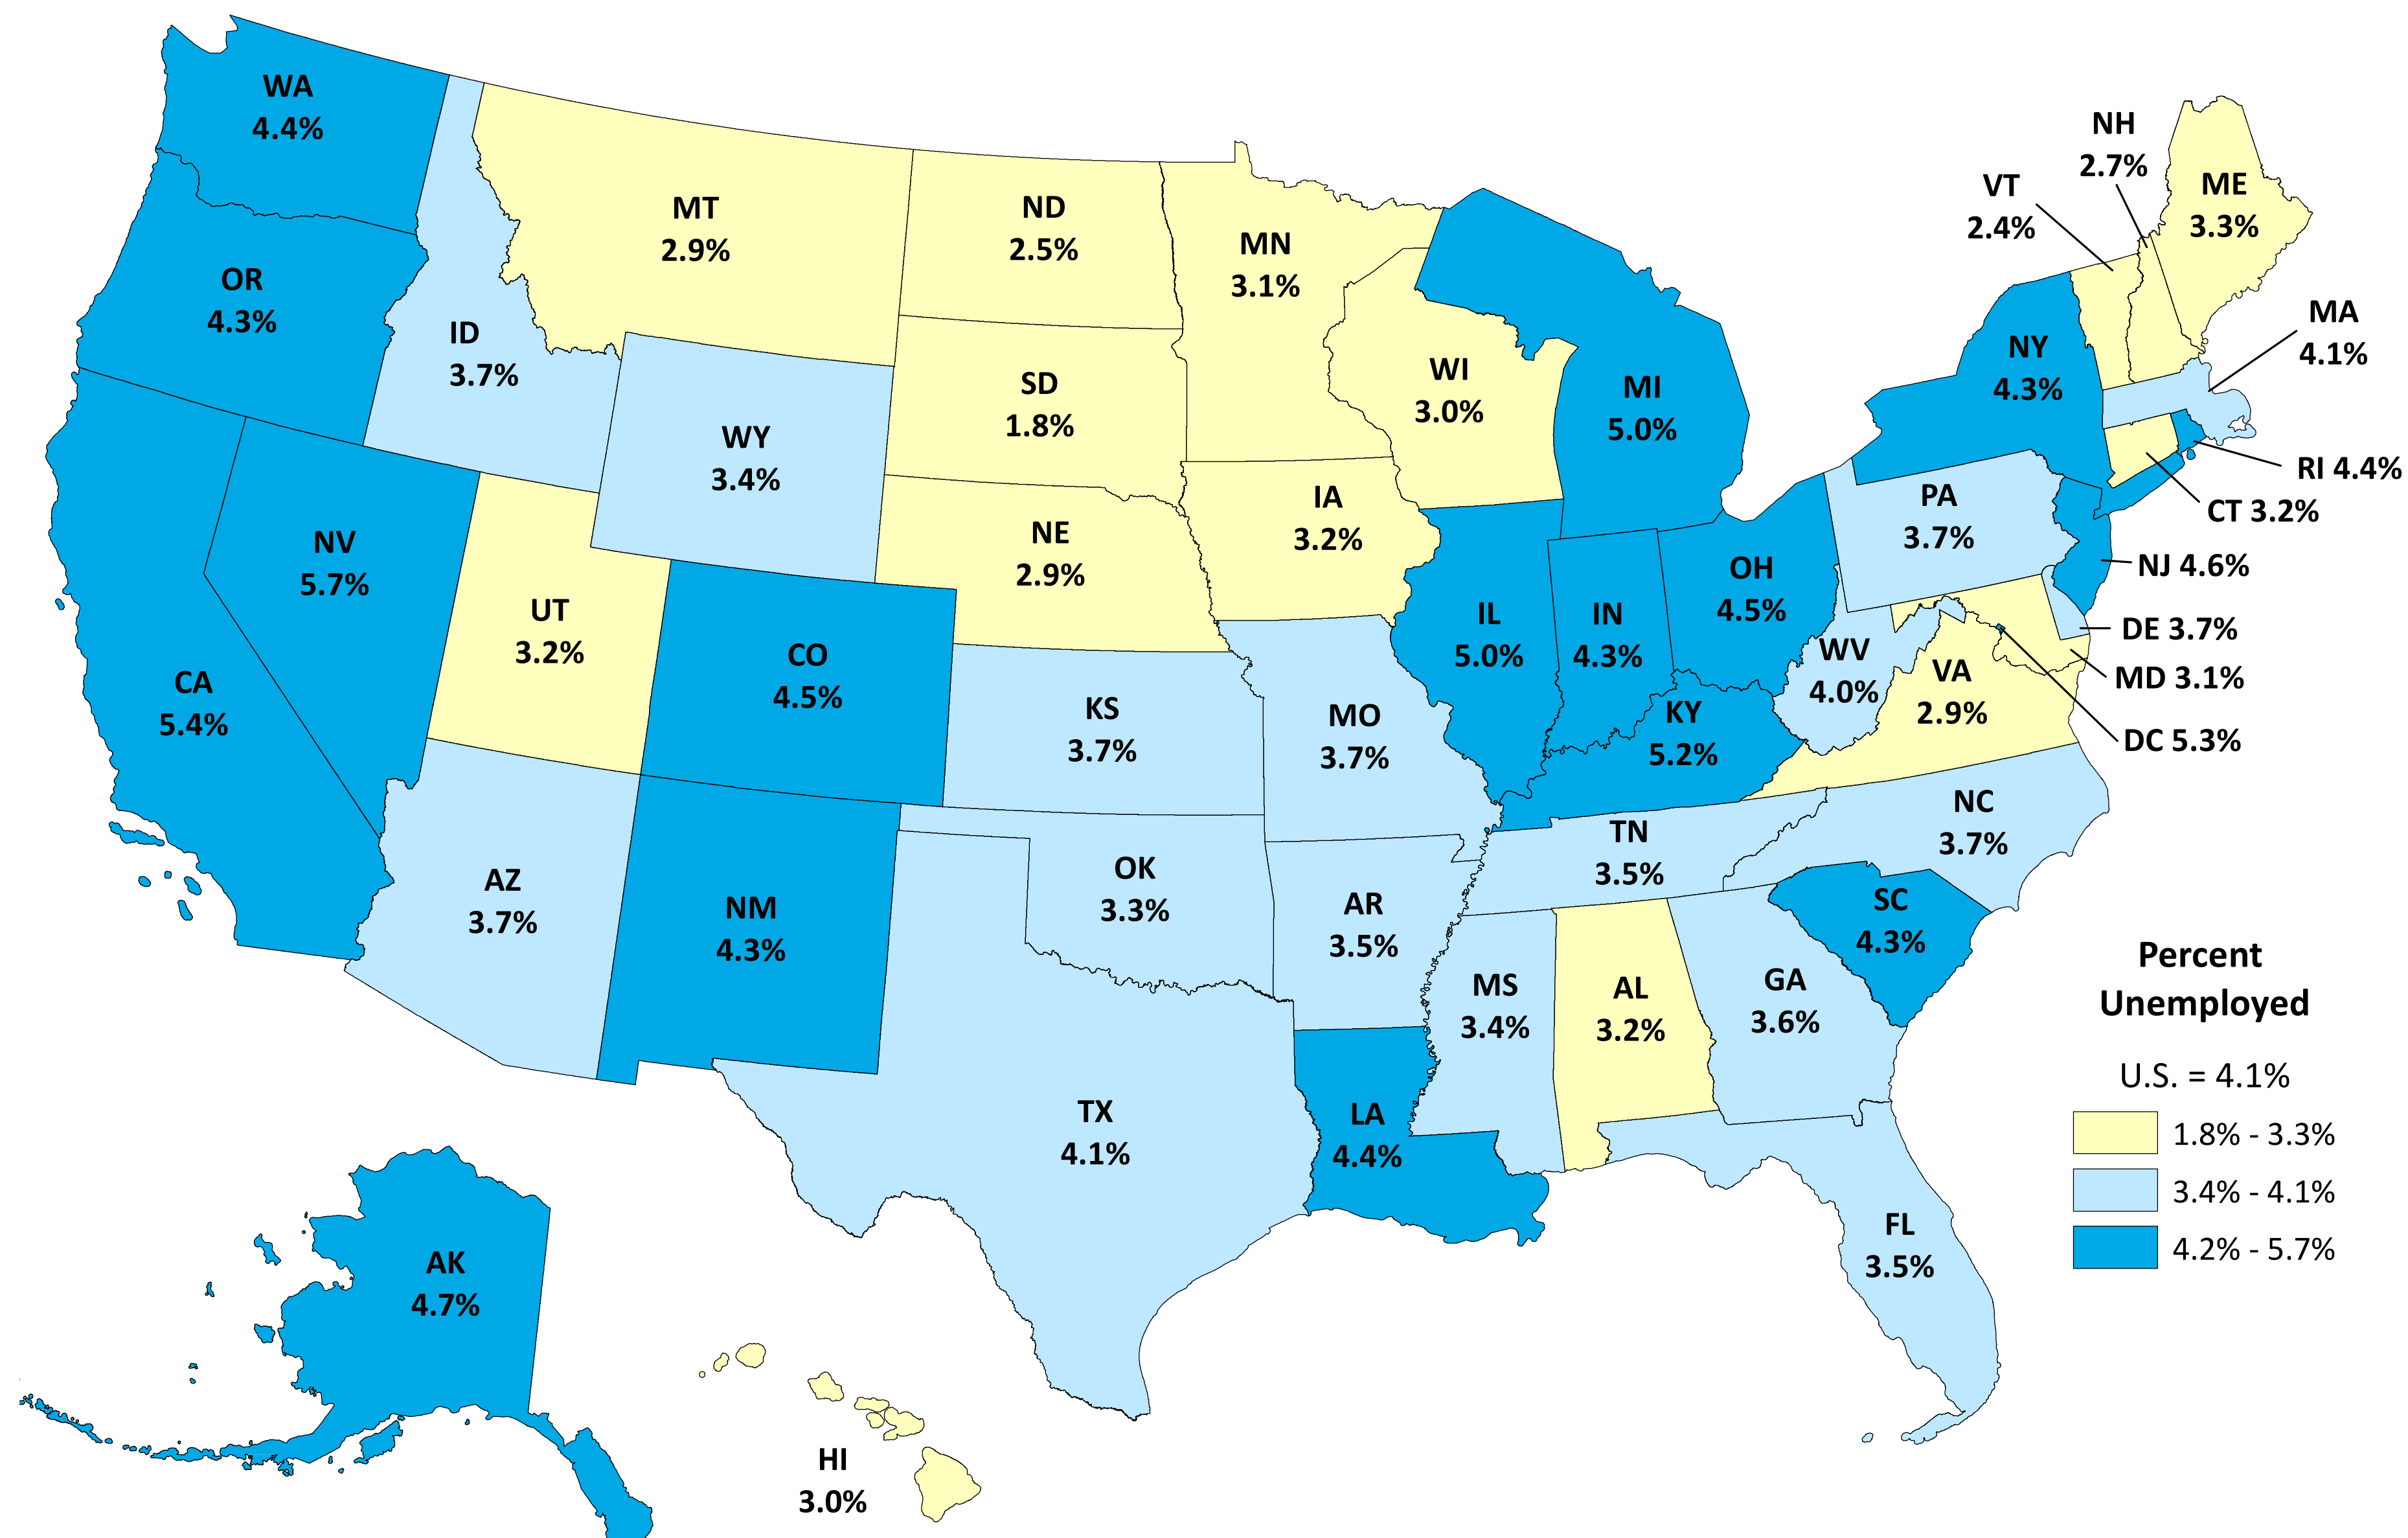 WA
4.4%
OR
4.3%
CA
5.4%
NV
5.7%
ID
3.7%
MT
2.9%
WY
3.4%
UT
3.2%
CO
4.5%
AZ
3.7%
NM
4.3%
ND
2.5%
SD
1.8%
NE
2.9%
KS
3.7%
OK
3.3%
TX
4.1%
MN
3.1%
IA
3.2%
MO
3.7%
AR
3.5%
LA
4.4%
WI
3.0%
IL
5.0%
MI
5.0%
IN
4.3%
OH
4.5%
KY
5.2%
TN
3.5%
MS
3.4%
AL
3.2%
GA
3.6%
FL
3.5%
SC
4.3%
NC
3.7%
VA
2.9%
WV
4.0%
PA
3.7%
NY
4.3%
VT
2.4%
NH
2.7%
ME
3.3%
MA
4.1%
RI 4.4%
CT 3.2%
NJ 4.6%
DE 3.7%
MD 3.1%
DC 5.3%
AK
4.7%
HI
3.0%
Percent
Unemployed
U.S. = 4.1%
1.8% - 3.3%
3.4% - 4.1%
4.2% - 5.7%